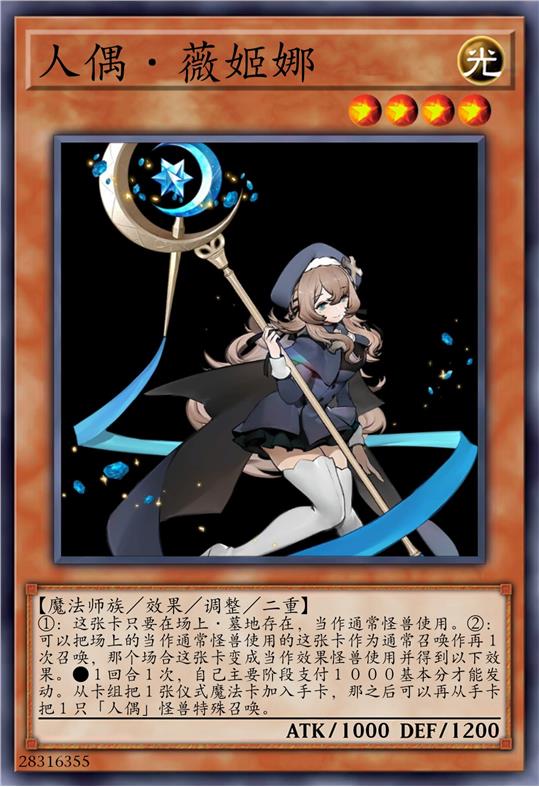 人偶·薇姬娜
光
【魔法师族／效果／调整／二重】
①：这张卡只要在场上·墓地存在，当作通常怪兽使用。②：
可以把场上的当作通常怪兽使用的这张卡作为通常召唤作再1
次召唤，那个场合这张卡变成当作效果怪兽使用并得到以下效
果。●1回合1次，自己主要阶段支付1000基本分才能发
动。从卡组把1张仪式魔法卡加入手卡，那之后可以再从手卡
把1只「人偶」怪兽特殊召唤。
ATK/1000 DEF/1200
28316355